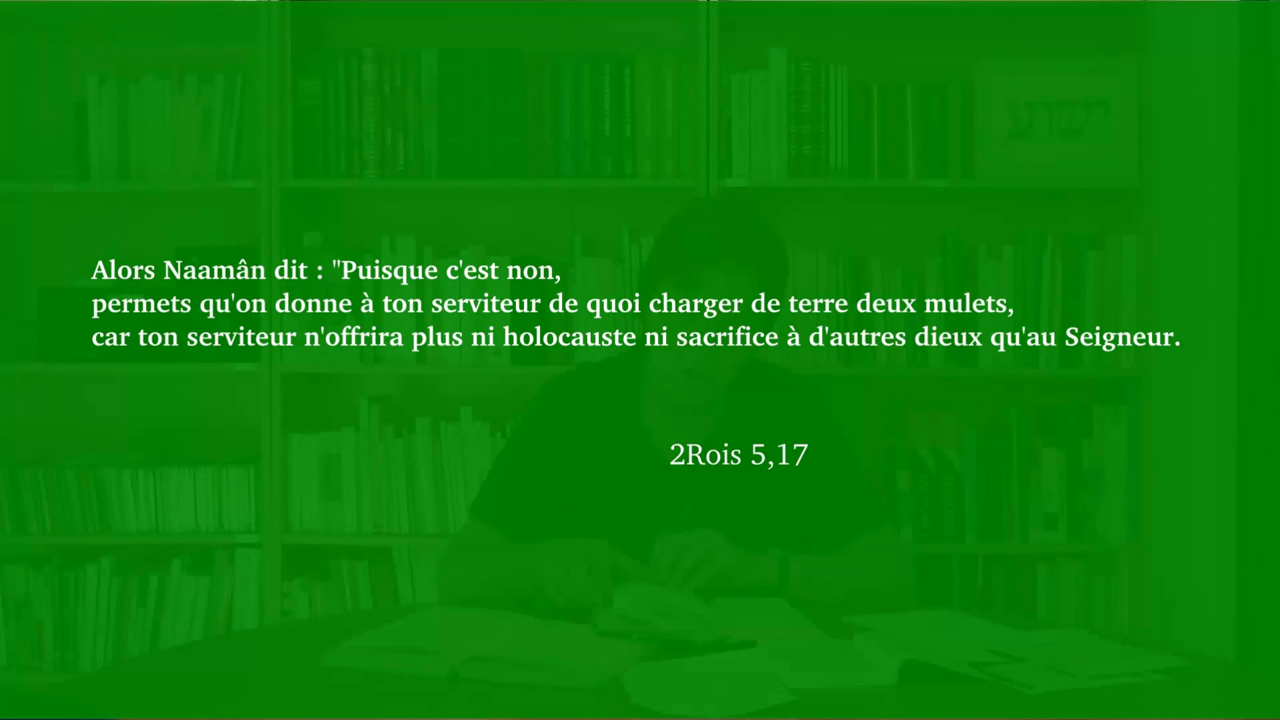 ישוע
Alors Naamân dit : "Puisque c'est non,
permets qu'on donne à ton serviteur de quoi charger de terre deux mulets,
car ton serviteur n'offrira plus ni holocauste ni sacrifice à d'autres dieux qu'au Seigneur.
2Rois 5,17